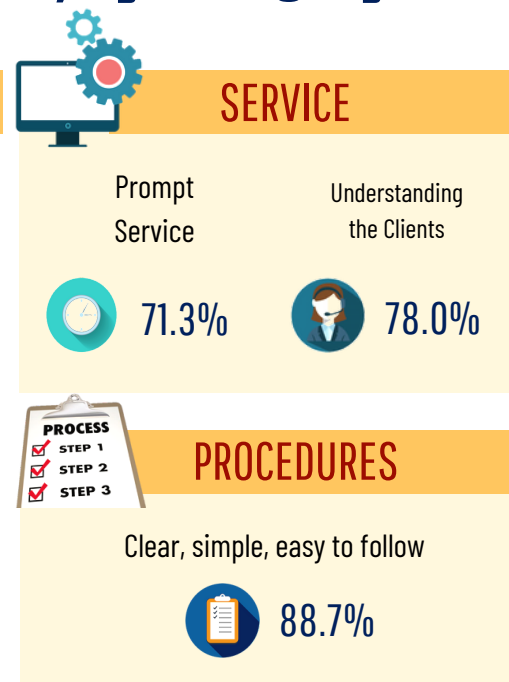 SERVICE
Prompt
Service
Understanding
the Clients
71.3%
78.0%
PROCESS
STEP 1
STEP 2
STEP 3
PROCEDURES
Clear, simple, easy to follow
88.7%